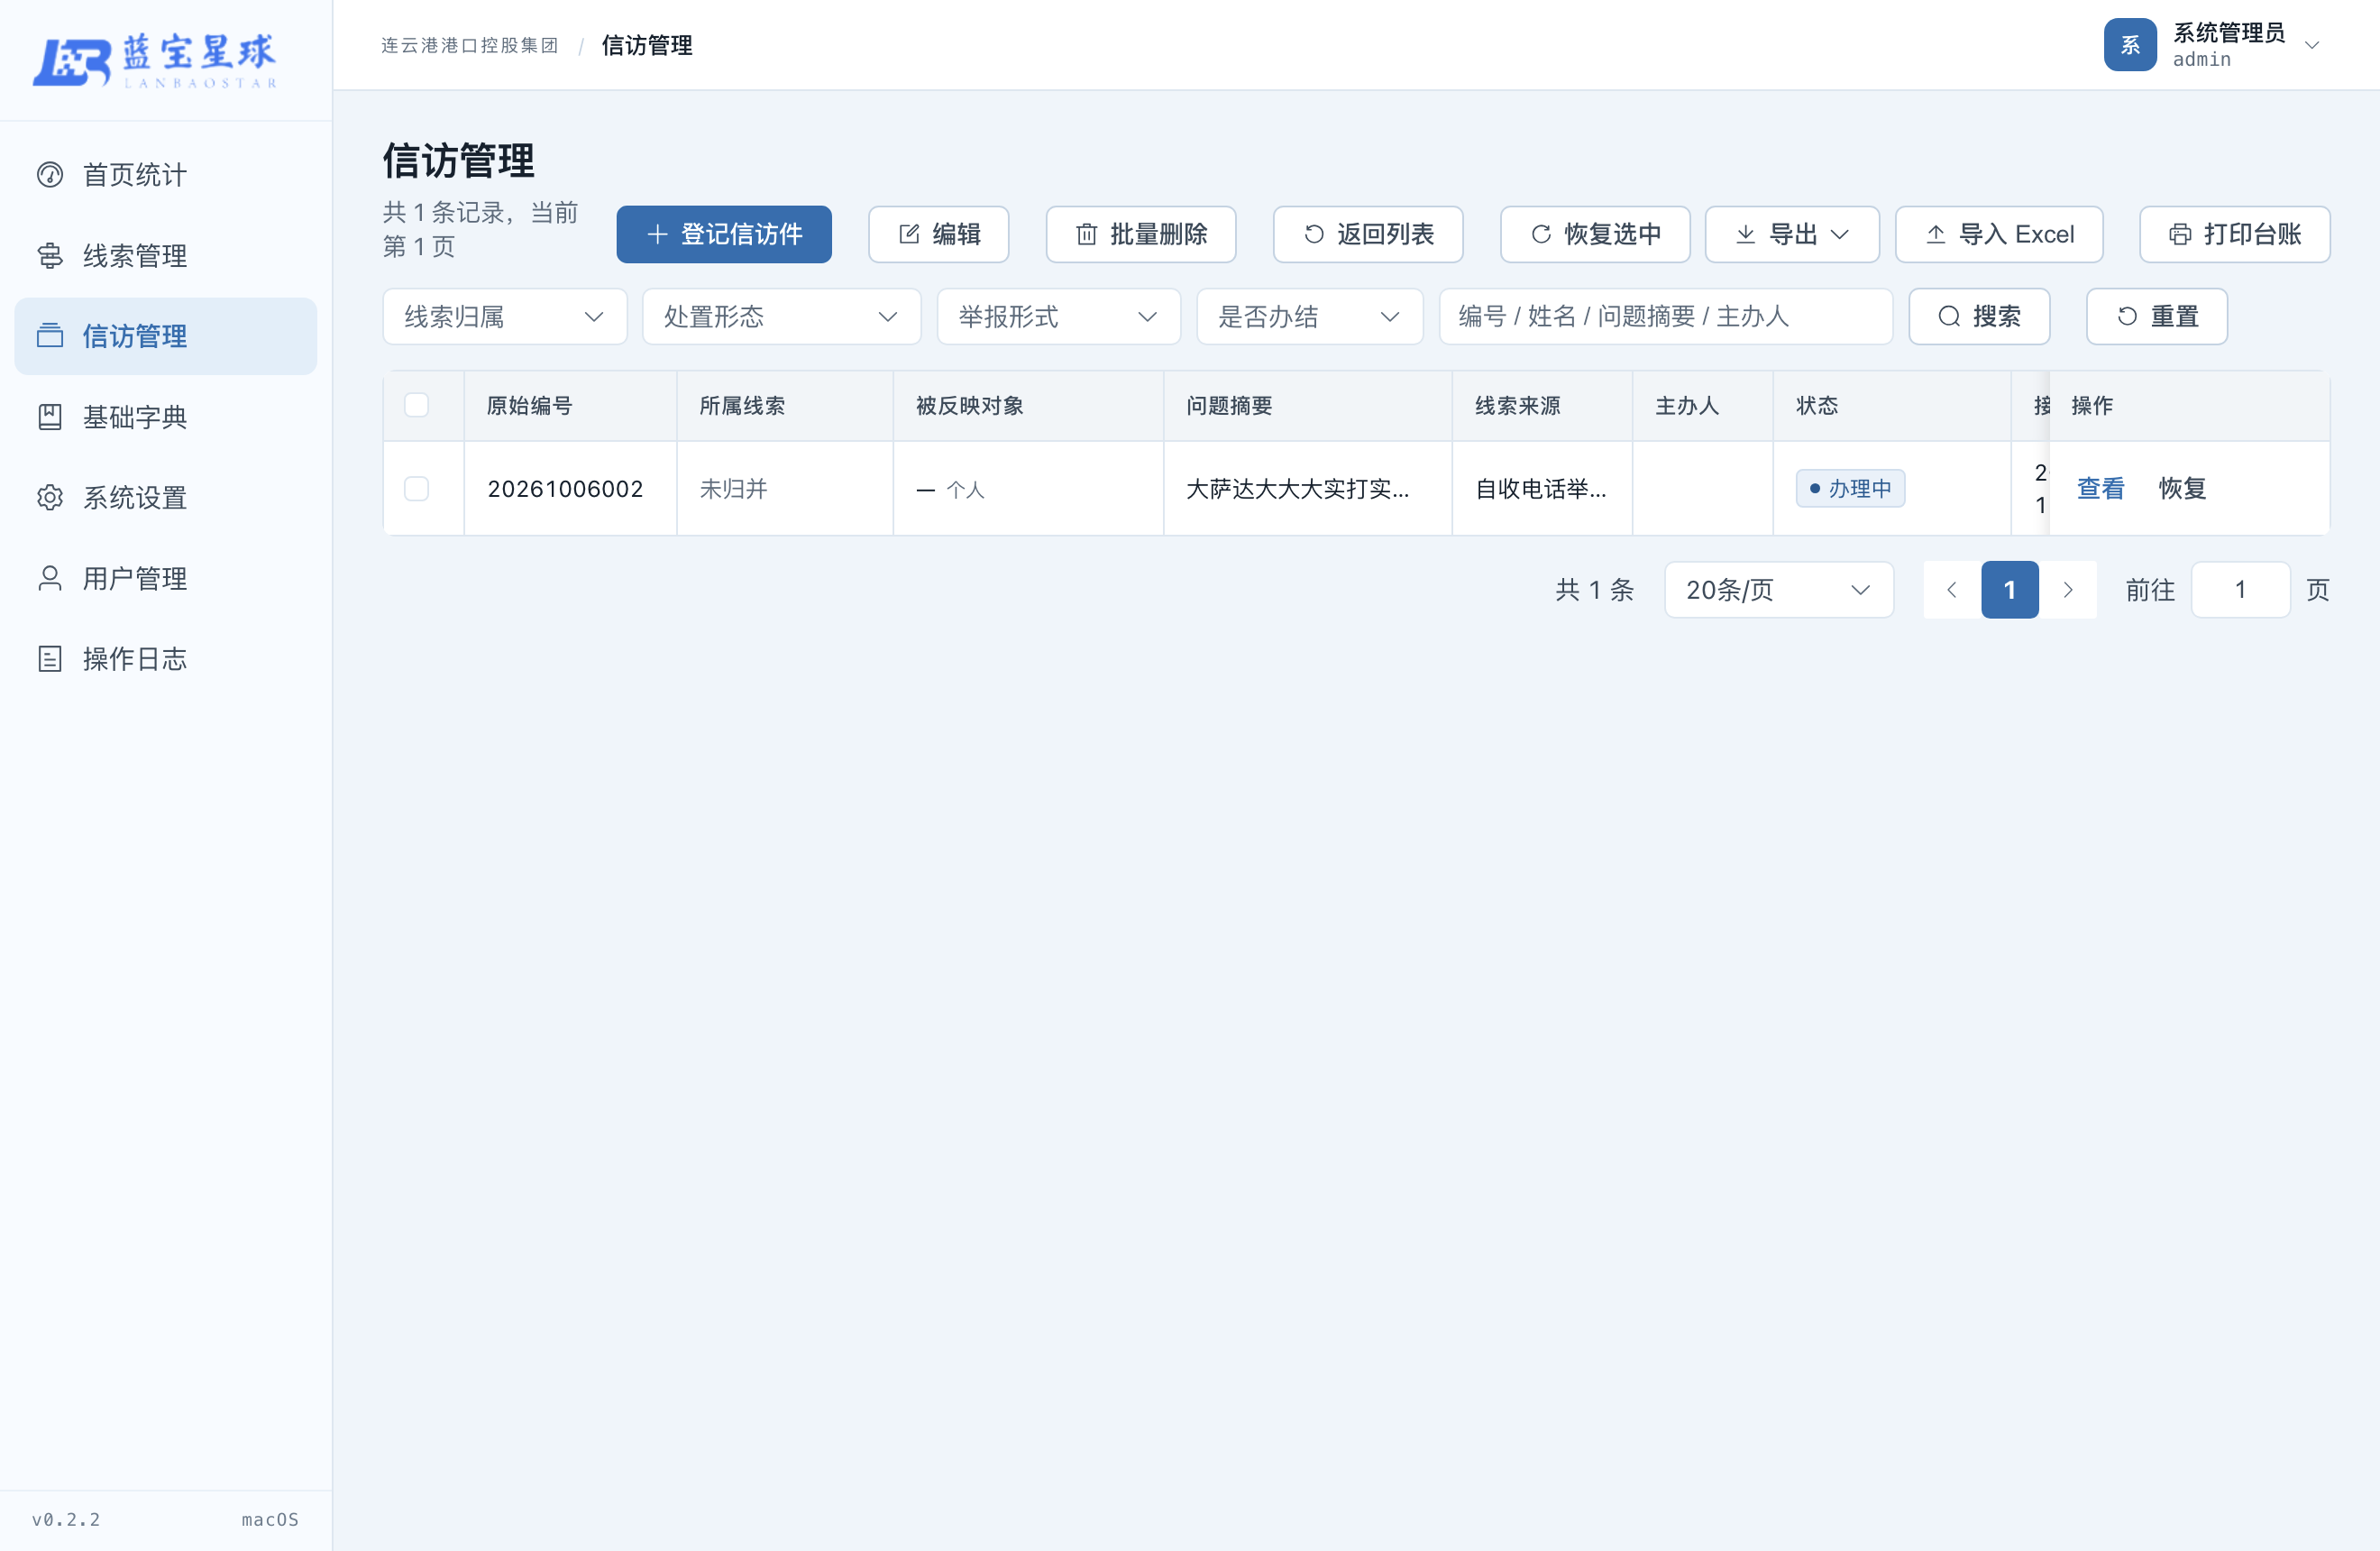 蓝宝星球
LANBAOSTAR
连云港港口控股集团 / 信访管理
系
系统管理员
admin
首页统计
线索管理
信访管理
基础字典
系统设置
用户管理
操作日志
v0.2.2
macOS
信访管理
共 1 条记录，当前
第 1 页
登记信访件
编辑
批量删除
返回列表
恢复选中
导出
导入 Excel
打印台账
线索归属
处置形态
举报形式
是否办结
编号 / 姓名 / 问题摘要 / 主办人
搜索
重置
原始编号 所属线索 被反映对象 问题摘要 线索来源 主办人 状态 接 操作
20261006002 未归并 — 个人 大萨达大大大实打实... 自收电话举... 办理中 2 查看 恢复
1
共 1 条
20条/页
1
前往 1 页